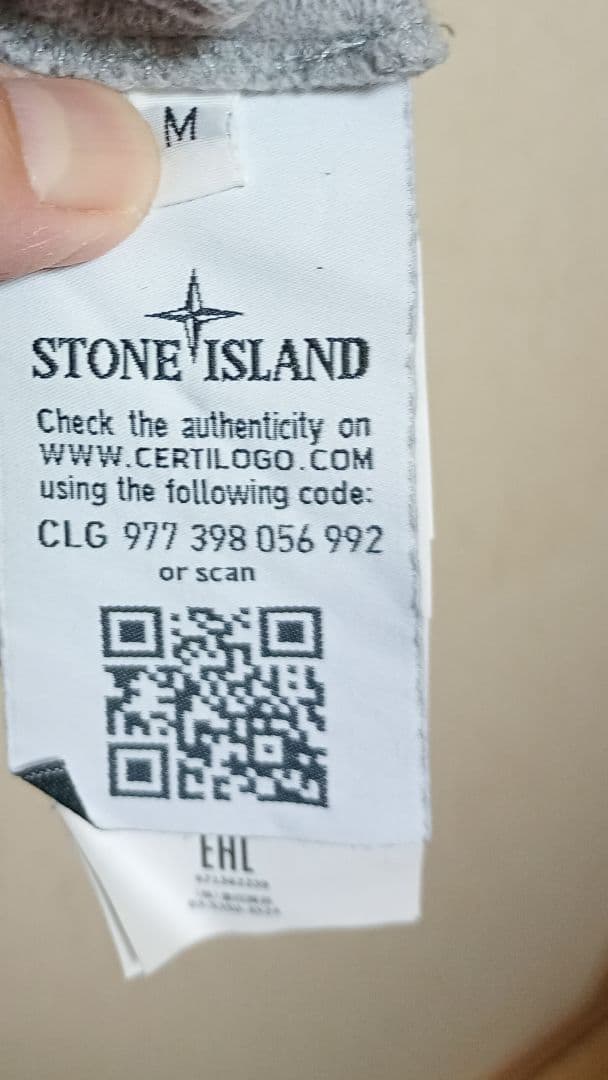 M
STONE ISLAND
Check the authenticity on
WWW.CERTILOGO.COM
using the following code:
CLG 977 398 056 992
or scan
EHL